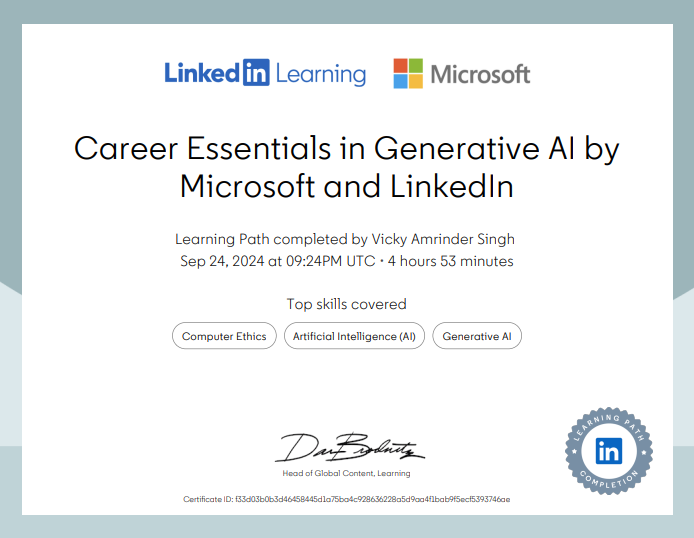 Linked in Learning Microsoft
Career Essentials in Generative AI by
Microsoft and LinkedIn
Learning Path completed by Vicky Amrinder Singh
Sep 24, 2024 at 09:24PM UTC • 4 hours 53 minutes
Top skills covered
Computer Ethics Artificial Intelligence (AI) Generative AI
Head of Global Content, Learning
LEARNING PATH
in
COMPLETION
Certificate ID: f33d03b0b3d46458445d1a75ba4c928636228a5d9aa4f1bab9f5ecf5393746ae